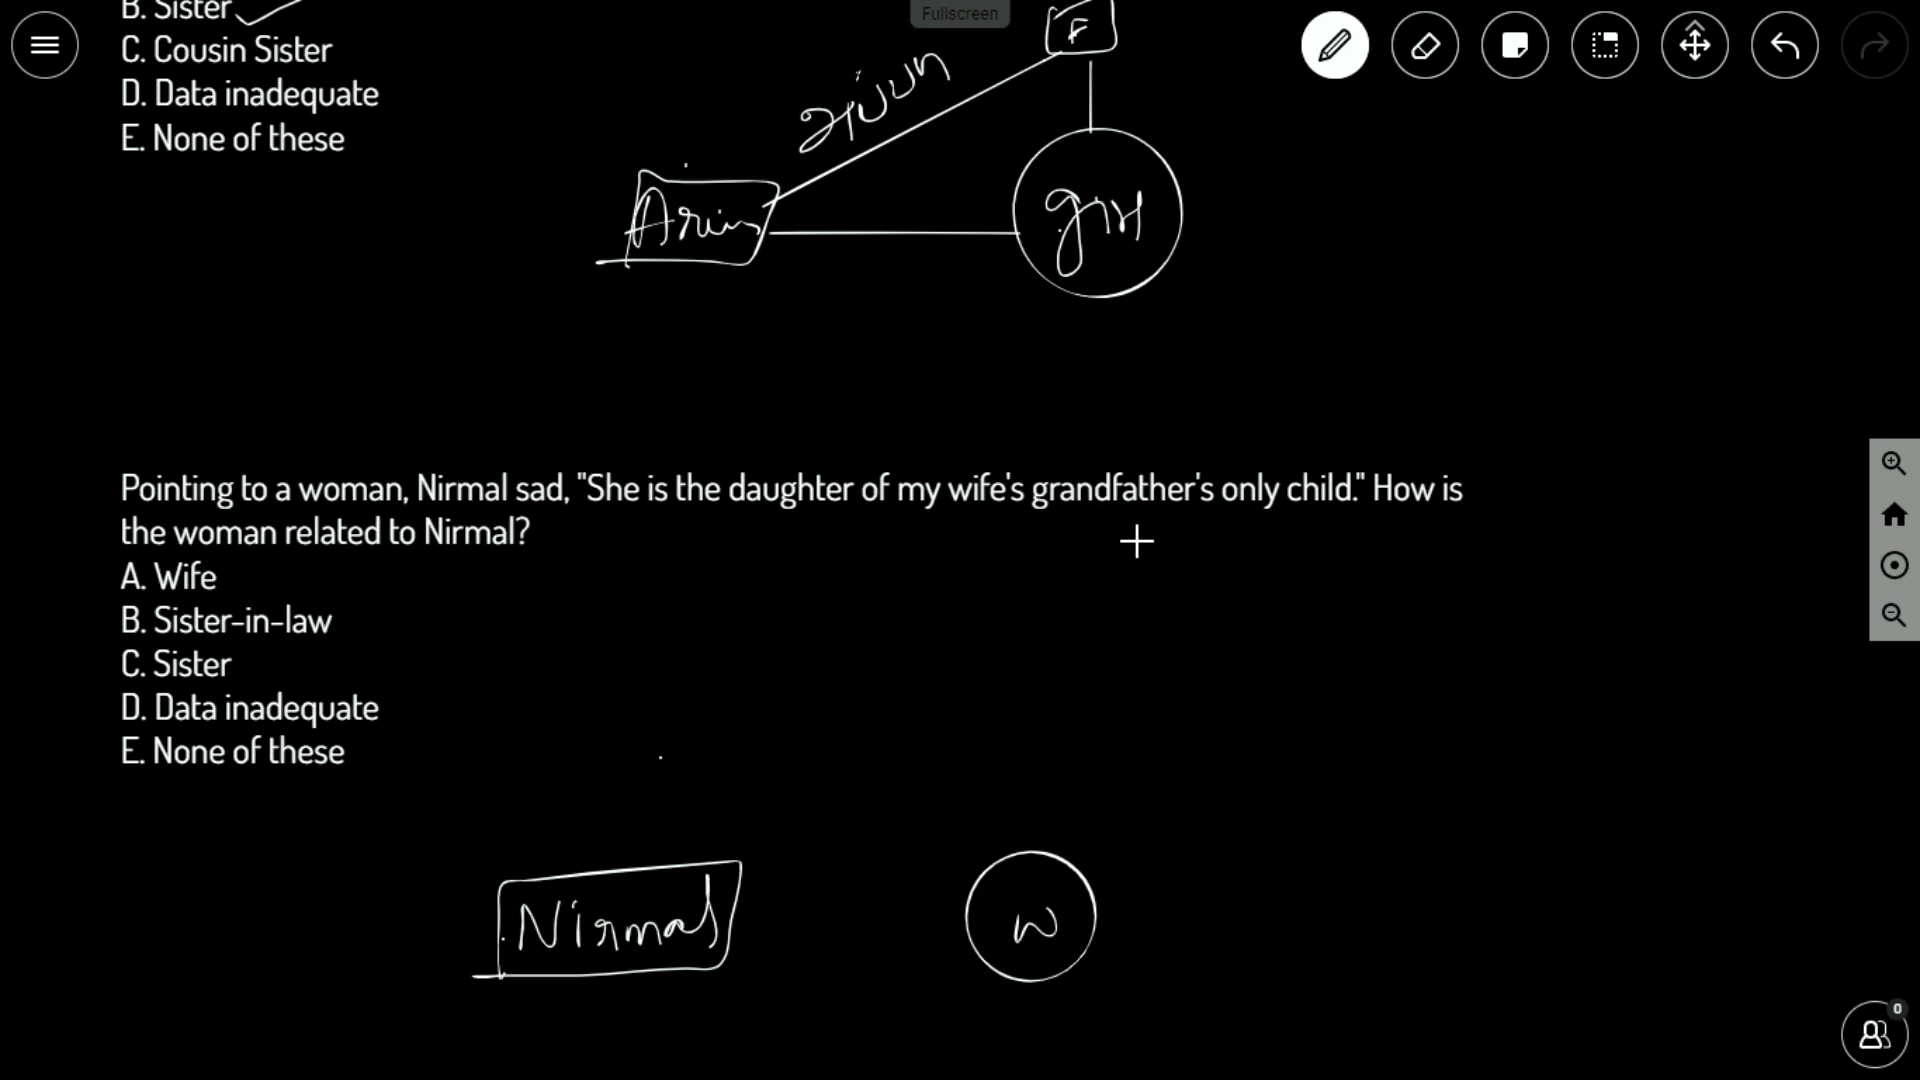 B. Sister
Fullscreen
F
C. Cousin Sister
D. Data inadequate
E. None of these
Pointing to a woman, Nirmal sad, "She is the daughter of my wife's grandfather's only child." How is
the woman related to Nirmal?
A. Wife
B. Sister-in-law
C. Sister
D. Data inadequate
E. None of these
Nirmal
W
0